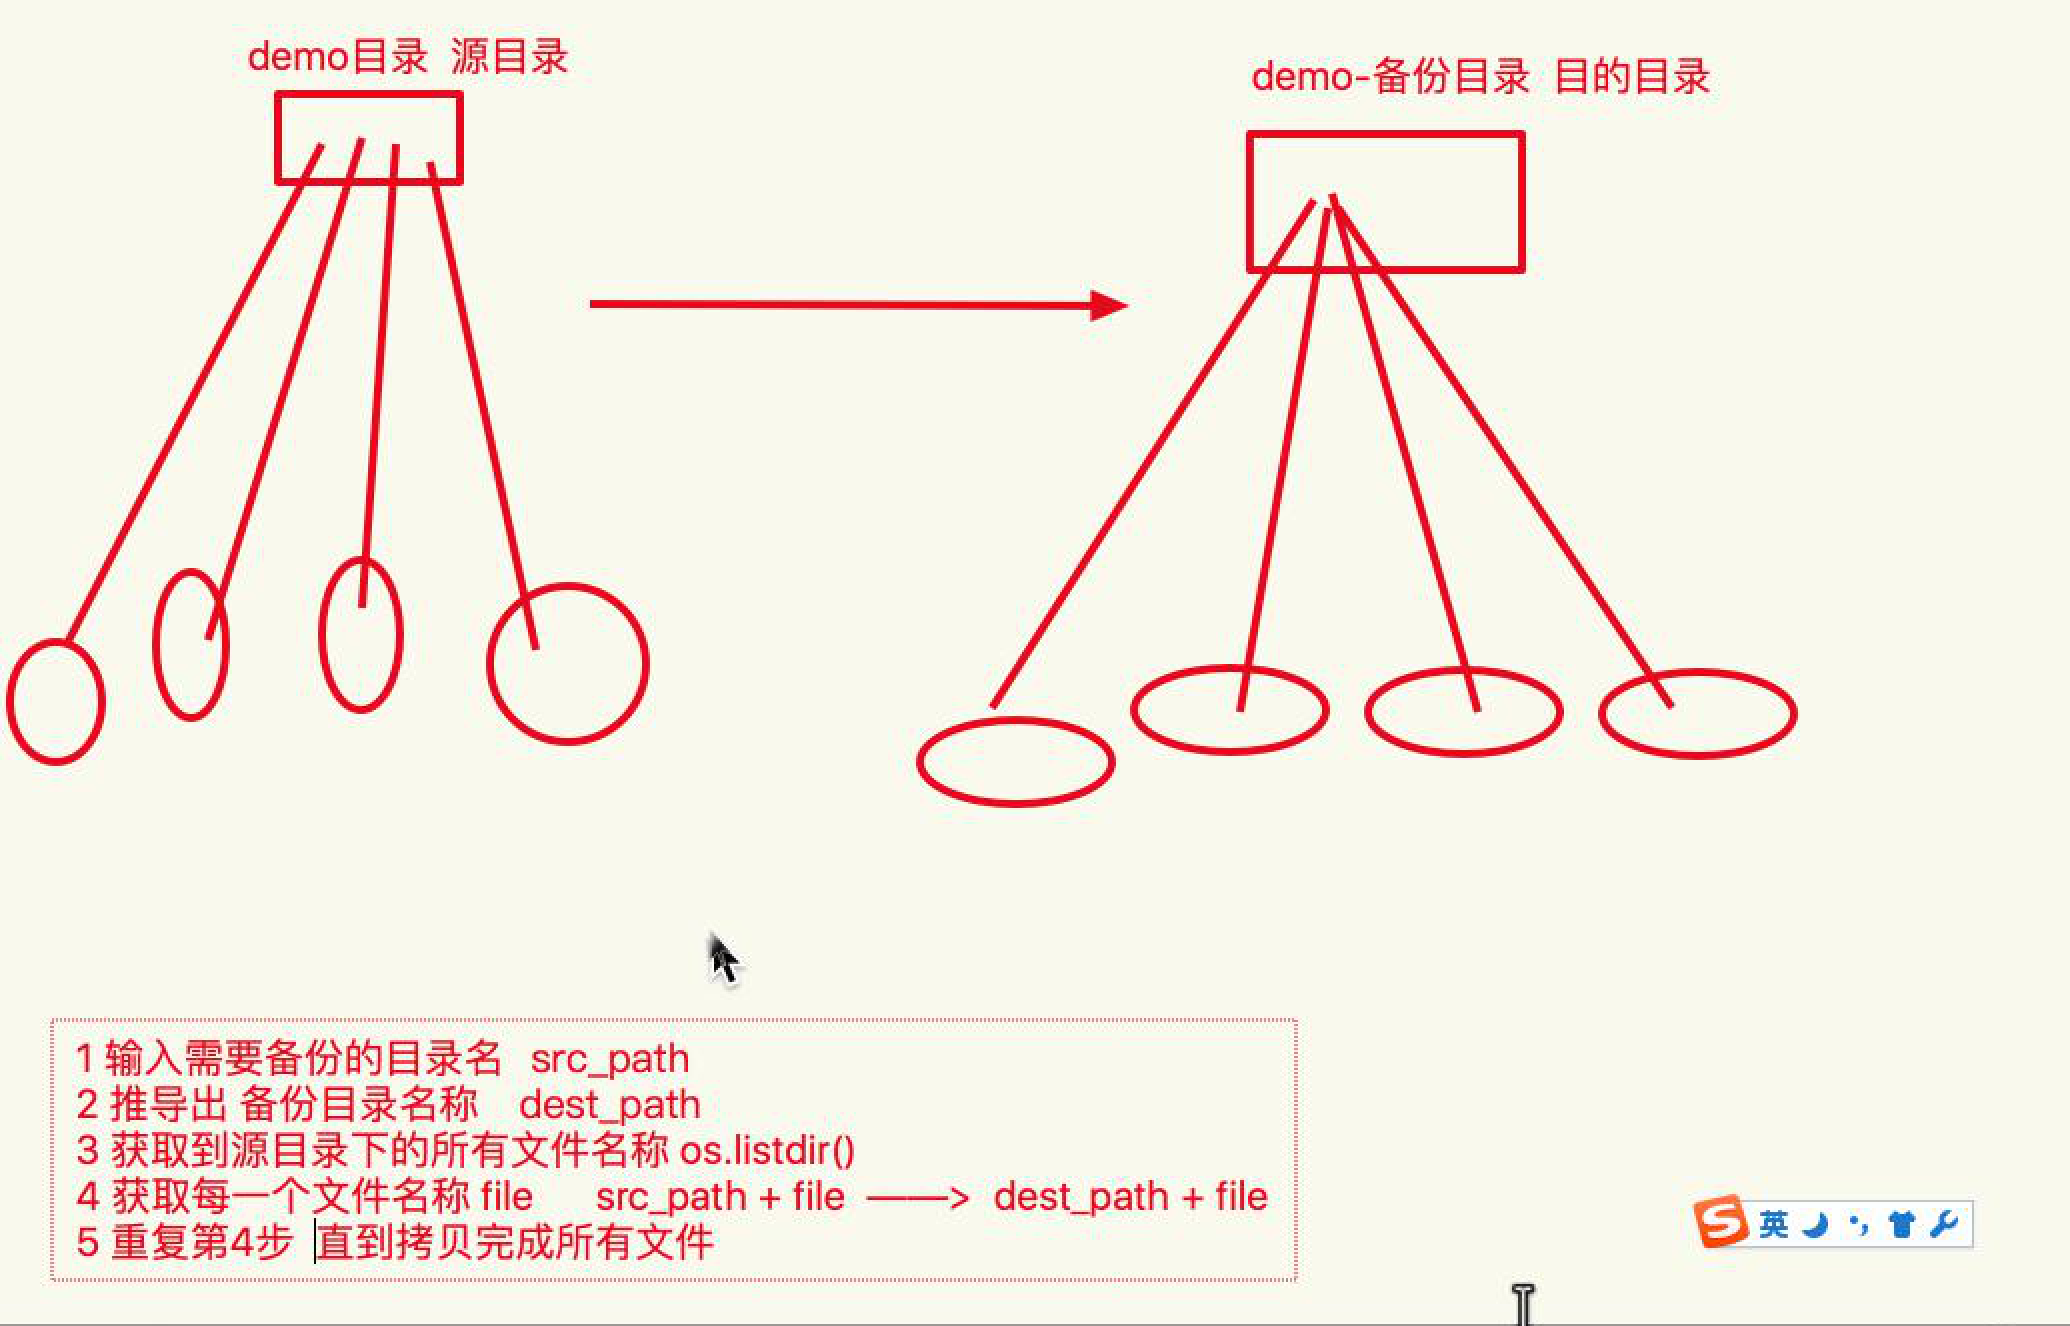 demo目录 源目录
demo-备份目录 目的目录
1 输入需要备份的目录名 src_path
2 推导出 备份目录名称 dest_path
3 获取到源目录下的所有文件名称 os.listdir()
4 获取每一个文件名称 file src_path + file ——> dest_path + file
5 重复第4步 直到拷贝完成所有文件
S英